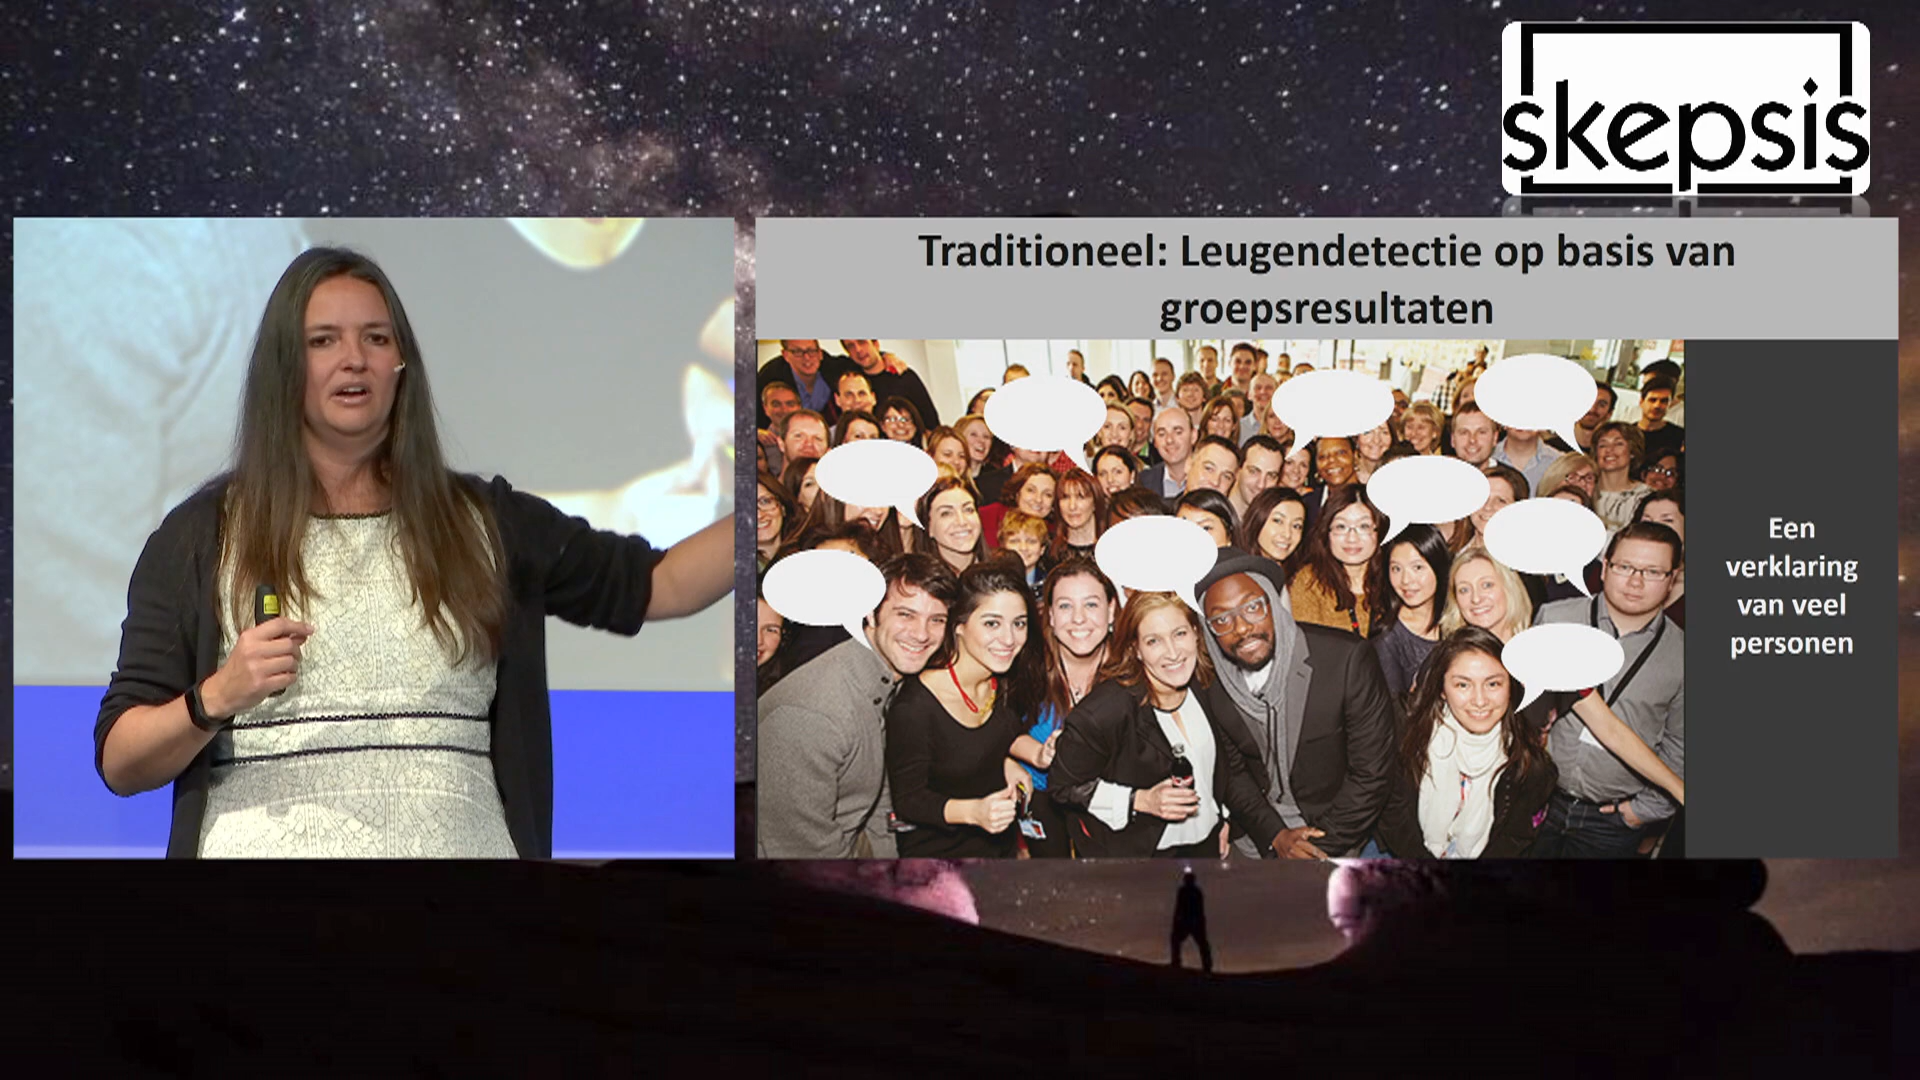 skepsis
Traditioneel: Leugendetectie op basis van
groepsresultaten
Een
verklaring
van veel
personen